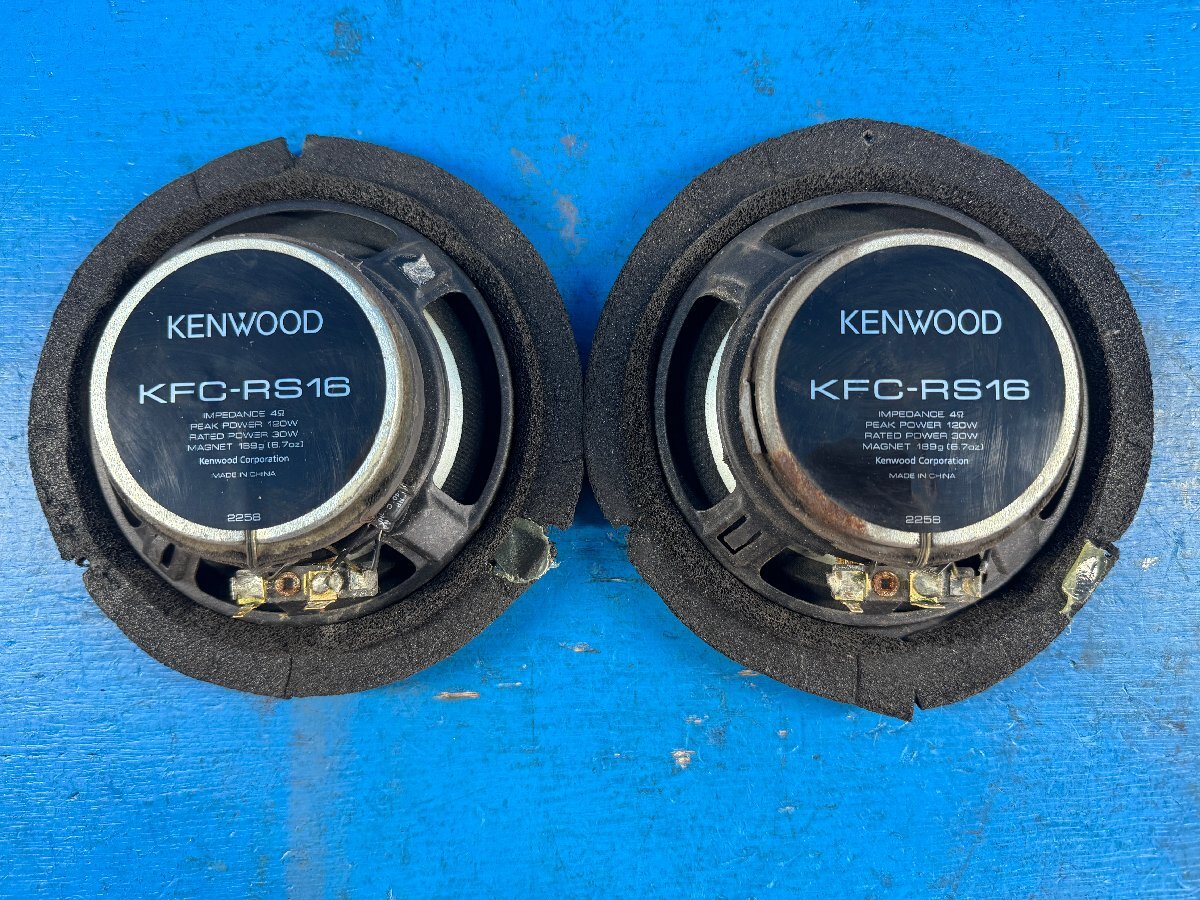 KENWOOD
KFC-RS16
IMPEDANCE 4Ω
PEAK POWER 120W
RATED POWER 30W
MAGNET 189g (6.7oz)
Kenwood Corporation
MADE IN CHINA
2258
KENWOOD
KFC-RS16
IMPEDANCE 4Ω
PEAK POWER 120W
RATED POWER 30W
MAGNET 189g (6.7oz)
Kenwood Corporation
MADE IN CHINA
2258